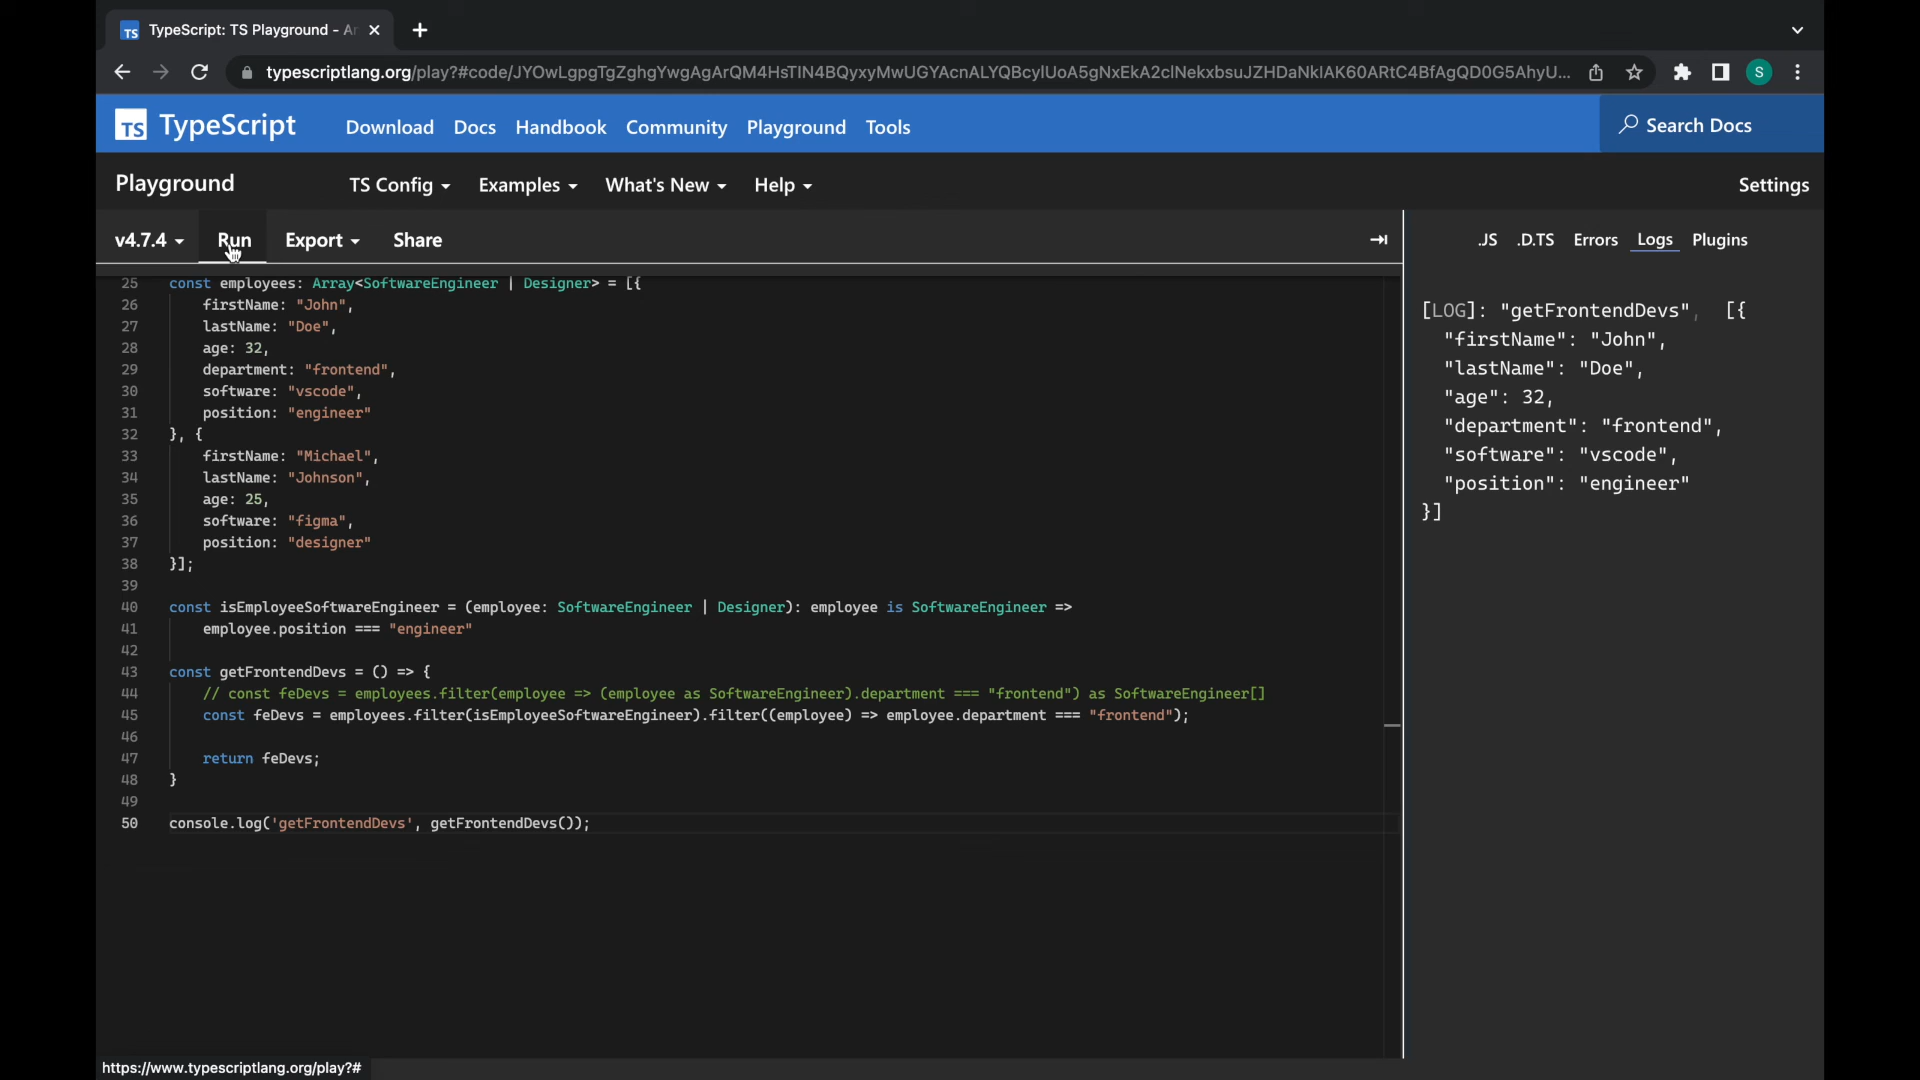 TypeScript: TS Playground - Ar
typescriptlang.org/play?#code/JYOwLgpgTgZghgYwgAgArQM4HsTIN4BQyxyMwUGYAcnALYQBcylUoA5gNxEkA2clNekxbsuJZHDaNklAK60ARtC4BfAgQD0G5AhyU...
S
TS TypeScript Download Docs Handbook Community Playground Tools Search Docs
Playground TS Config Examples What's New Help Settings
v4.7.4 Run Export Share .JS .D.TS Errors Logs Plugins
25 const employees: Array<SoftwareEngineer | Designer> = [{
26 firstName: "John",
27 lastName: "Doe",
28 age: 32,
29 department: "frontend",
30 software: "vscode",
31 position: "engineer"
32 }, {
33 firstName: "Michael",
34 lastName: "Johnson",
35 age: 25,
36 software: "figma",
37 position: "designer"
38 }];
39
40 const isEmployeeSoftwareEngineer = (employee: SoftwareEngineer | Designer): employee is SoftwareEngineer =>
41 employee.position === "engineer"
42
43 const getFrontendDevs = () => {
44 // const feDevs = employees.filter(employee => (employee as SoftwareEngineer).department === "frontend") as SoftwareEngineer[]
45 const feDevs = employees.filter(isEmployeeSoftwareEngineer).filter((employee) => employee.department === "frontend");
46
47 return feDevs;
48 }
49
50 console.log('getFrontendDevs', getFrontendDevs());
[LOG]: "getFrontendDevs", [{
"firstName": "John",
"lastName": "Doe",
"age": 32,
"department": "frontend",
"software": "vscode",
"position": "engineer"
}]
https://www.typescriptlang.org/play?#